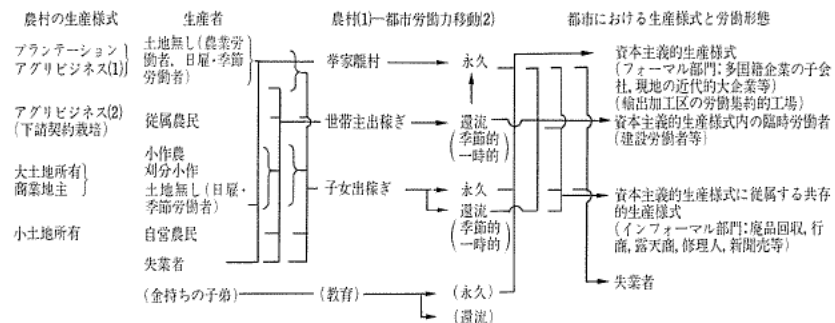 農村の生産様式
生産者
農村(1)—都市労働力移動(2)
都市における生産様式と労働形態
プランテーション
アグリビジネス(1)
土地無し(農業労
働者, 日雇・季節
労働者)
挙家離村
永久
資本主義的生産様式
(フォーマル部門:多国籍企業の子会
社, 現地の近代的大企業等)
(輸出加工区の労働集約的工場)
アグリビジネス(2)
(下請契約栽培)
従属農民
世帯主出稼ぎ
還流
(季節的
一時的)
資本主義的生産様式内の臨時労働者
(建設労働者等)
大土地所有
商業地主
小作農
刈分小作
土地無し(日雇・
季節労働者)
子女出稼ぎ
永久
還流
(季節的
一時的)
資本主義的生産様式に従属する共存
的生産様式
(インフォーマル部門:廃品回収, 行
商, 露天商, 修理人, 新聞売等)
小土地所有
自営農民
失業者
失業者
(金持ちの子弟)
(教育)
(永久)
(還流)